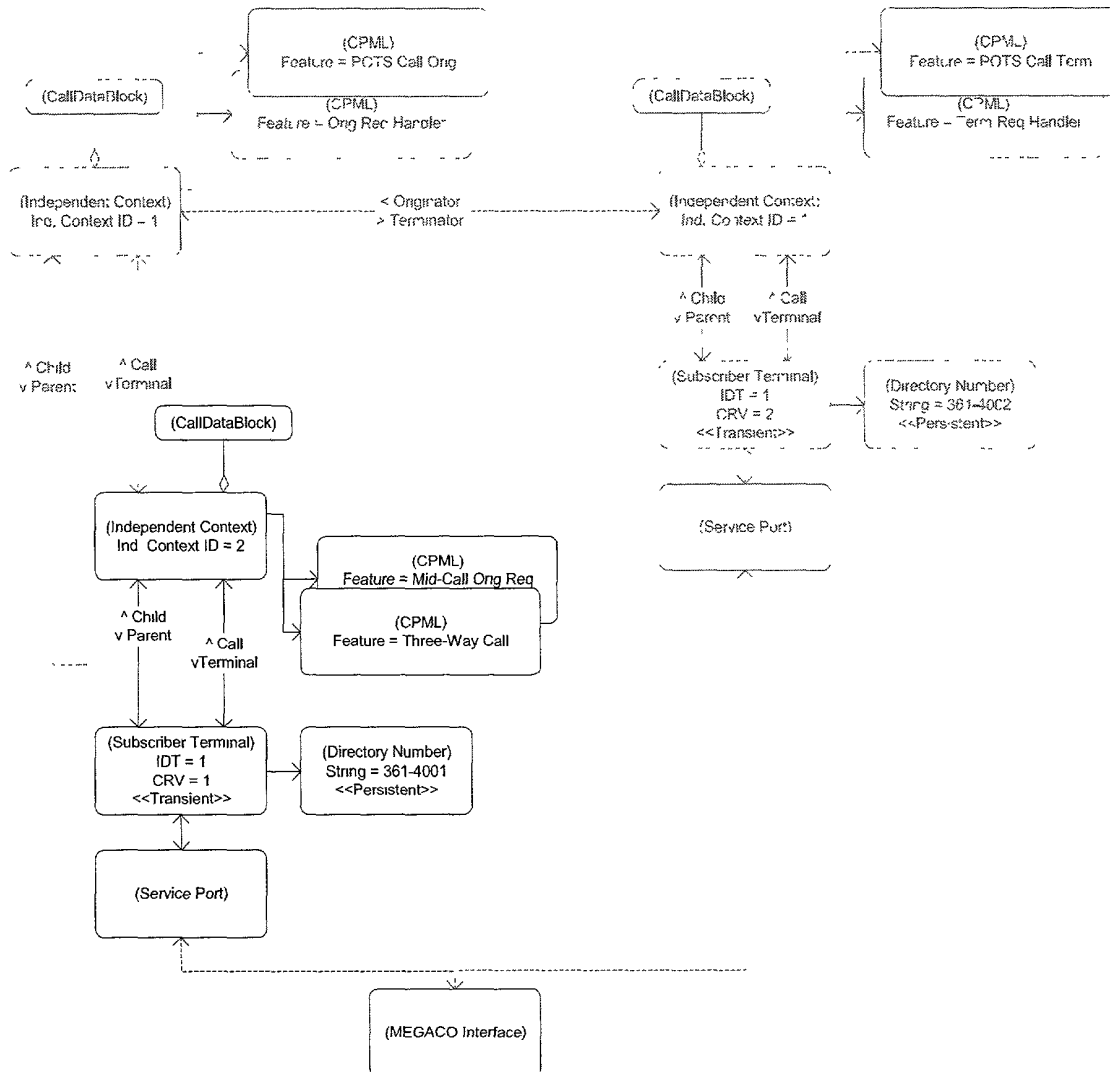 (CPML)
Feature = POTS Call Orig
(CallDataBlock)
(CPML)
Feature = Orig Req Handler
(CPML)
Feature = POTS Call Term
(CallDataBlock)
(CPML)
Feature = Term Req Handler
(Independent Context)
Ind. Context ID = 1
< Originator
> Terminator
(Independent Context)
Ind. Context ID = 1
^ Child
v Parent
^ Call
vTerminal
^ Child
v Parent
^ Call
vTerminal
(Subscriber Terminal)
IDT = 1
CRV = 2
<<Transient>>
(Directory Number)
String = 361-4002
<<Persistent>>
(CallDataBlock)
(Service Port)
(Independent Context)
Ind Context ID = 2
(CPML)
Feature = Mid-Call Orig Req
(CPML)
Feature = Three-Way Call
^ Child
v Parent
^ Call
vTerminal
(Subscriber Terminal)
IDT = 1
CRV = 1
<<Transient>>
(Directory Number)
String = 361-4001
<<Persistent>>
(Service Port)
(MEGACO Interface)